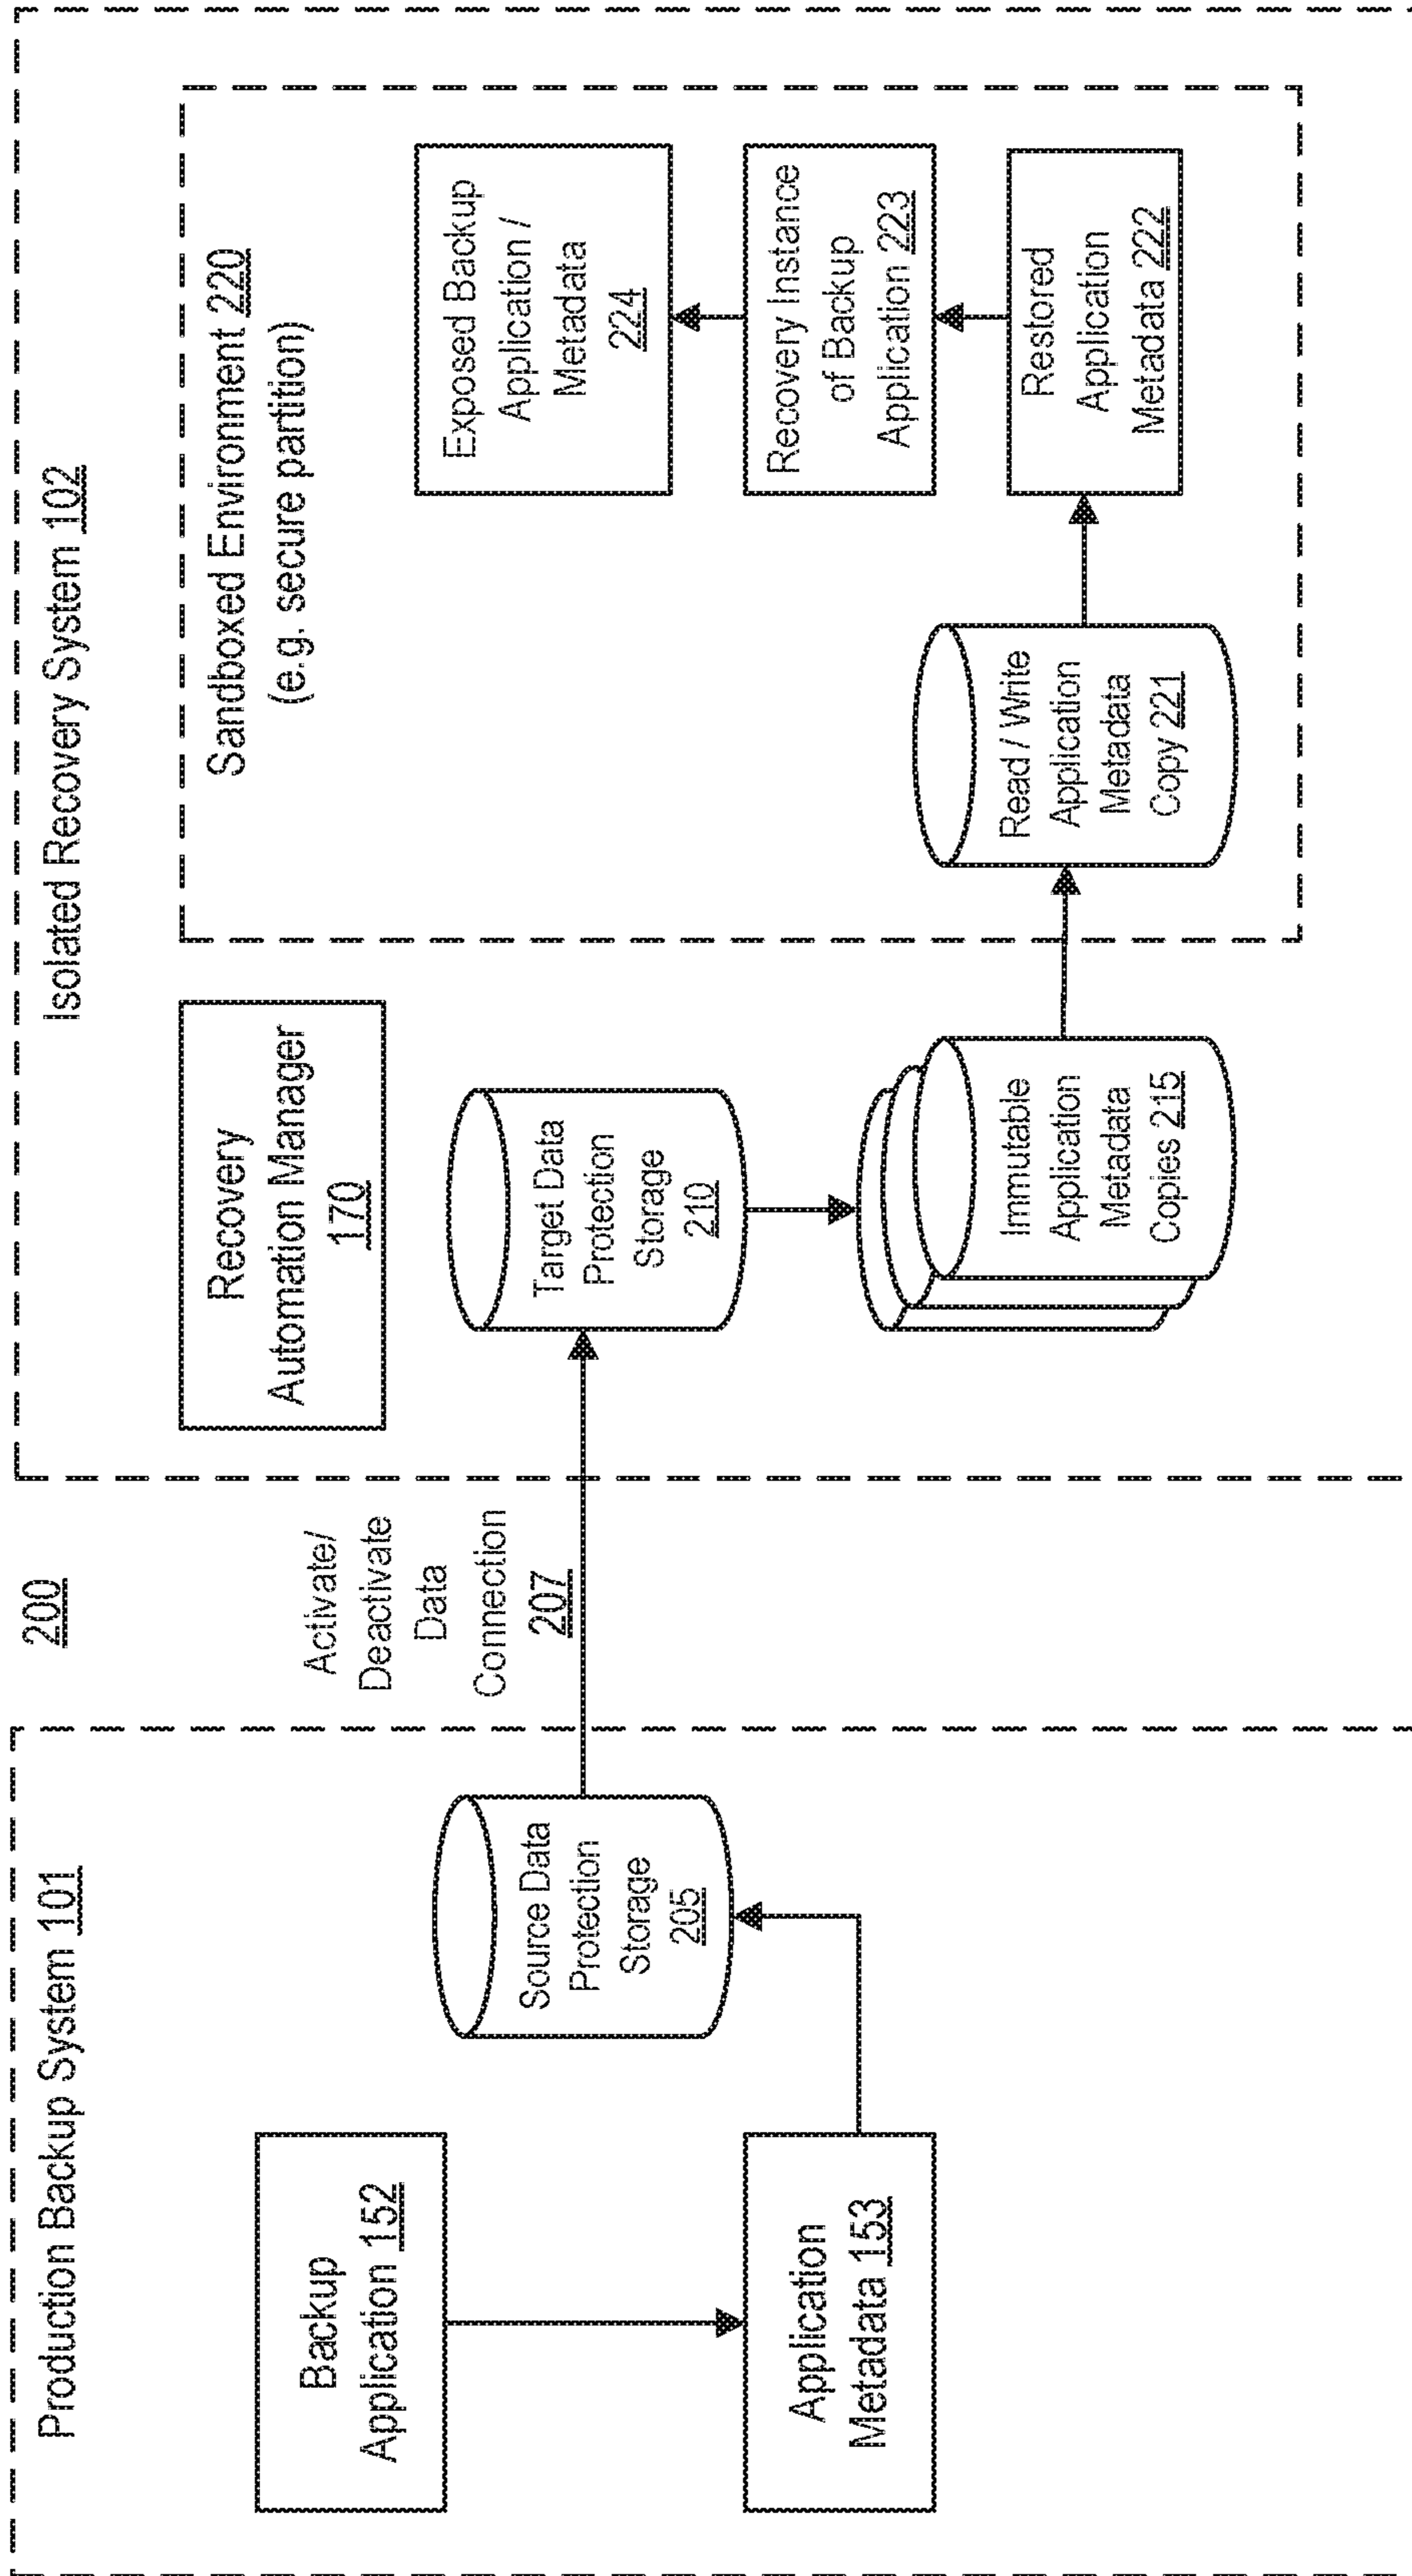 200
Production Backup System 101
Backup
Application 152
Application
Metadata 153
Source Data
Protection
Storage
205
Activate/
Deactivate
Data
Connection
207
Isolated Recovery System 102
Recovery
Automation Manager
170
Target Data
Protection
Storage
210
Immutable
Application
Metadata
Copies 215
Sandboxed Environment 220
(e.g. secure partition)
Read / Write
Application
Metadata
Copy 221
Restored
Application
Metadata 222
Recovery Instance
of Backup
Application 223
Exposed Backup
Application /
Metadata
224